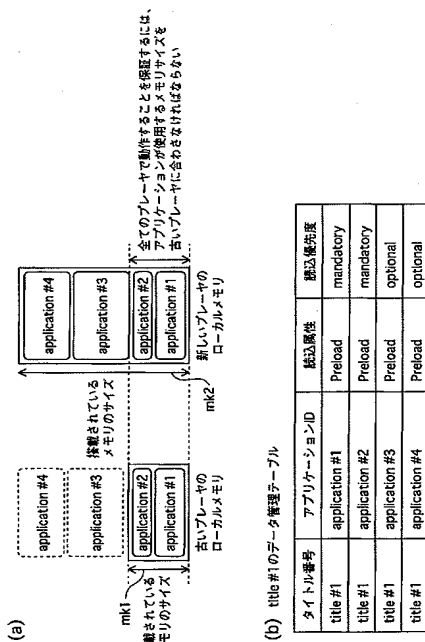 (a)
application #4
application #3
application #2
application #1
古いプレーヤの
ローカルメモリ
mk1
載されている
モリのサイズ
application #4
application #3
application #2
application #1
新しいプレーヤの
ローカルメモリ
搭載されている
メモリのサイズ
mk2
全てのプレーヤで動作することを保証するには、
アプリケーションが使用するメモリサイズを
古いプレーヤに合わさなければならない
(b) title #1のデータ管理テーブル
タイトル番号 アプリケーションID 読込属性 読込優先度
title #1 application #1 Preload mandatory
title #1 application #2 Preload mandatory
title #1 application #3 Preload optional
title #1 application #4 Preload optional